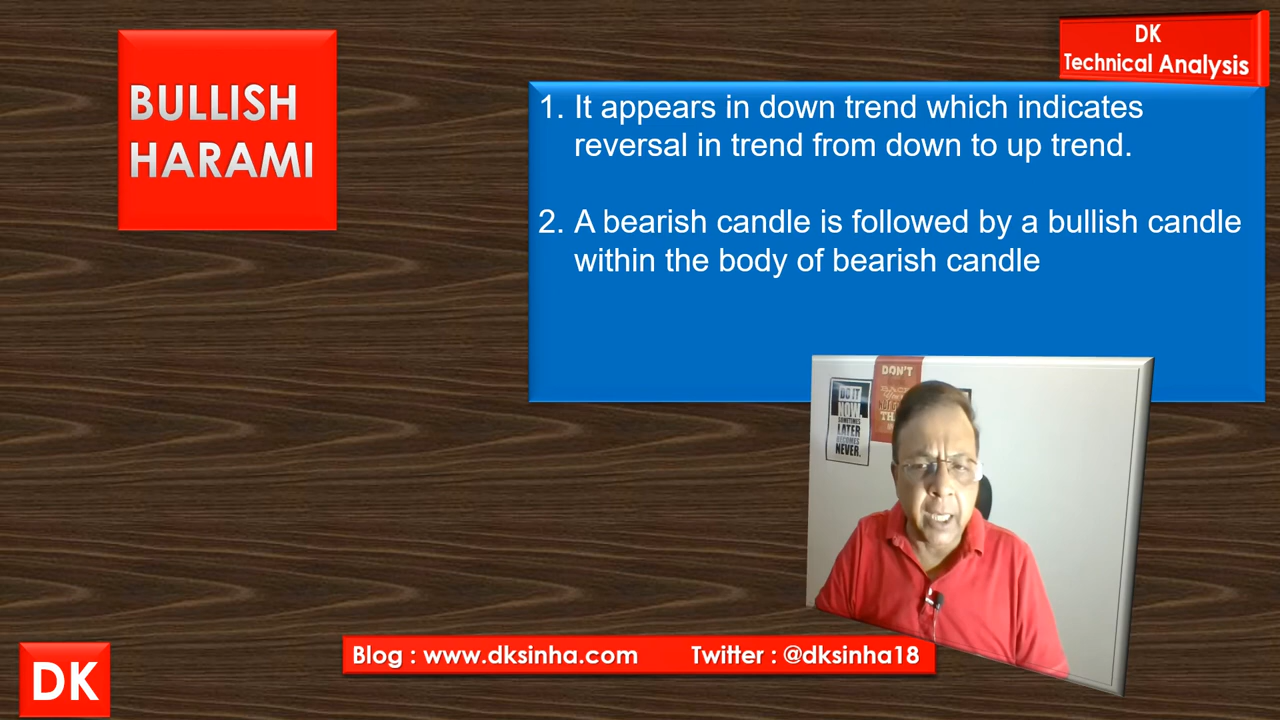 BULLISH
HARAMI
DK
Technical Analysis
1. It appears in down trend which indicates
reversal in trend from down to up trend.
2. A bearish candle is followed by a bullish candle
within the body of bearish candle
DON'T
DO IT
NOW.
SOMETIMES
LATER
BECOMES
NEVER.
Blog : www.dksinha.com Twitter : @dksinha18
DK